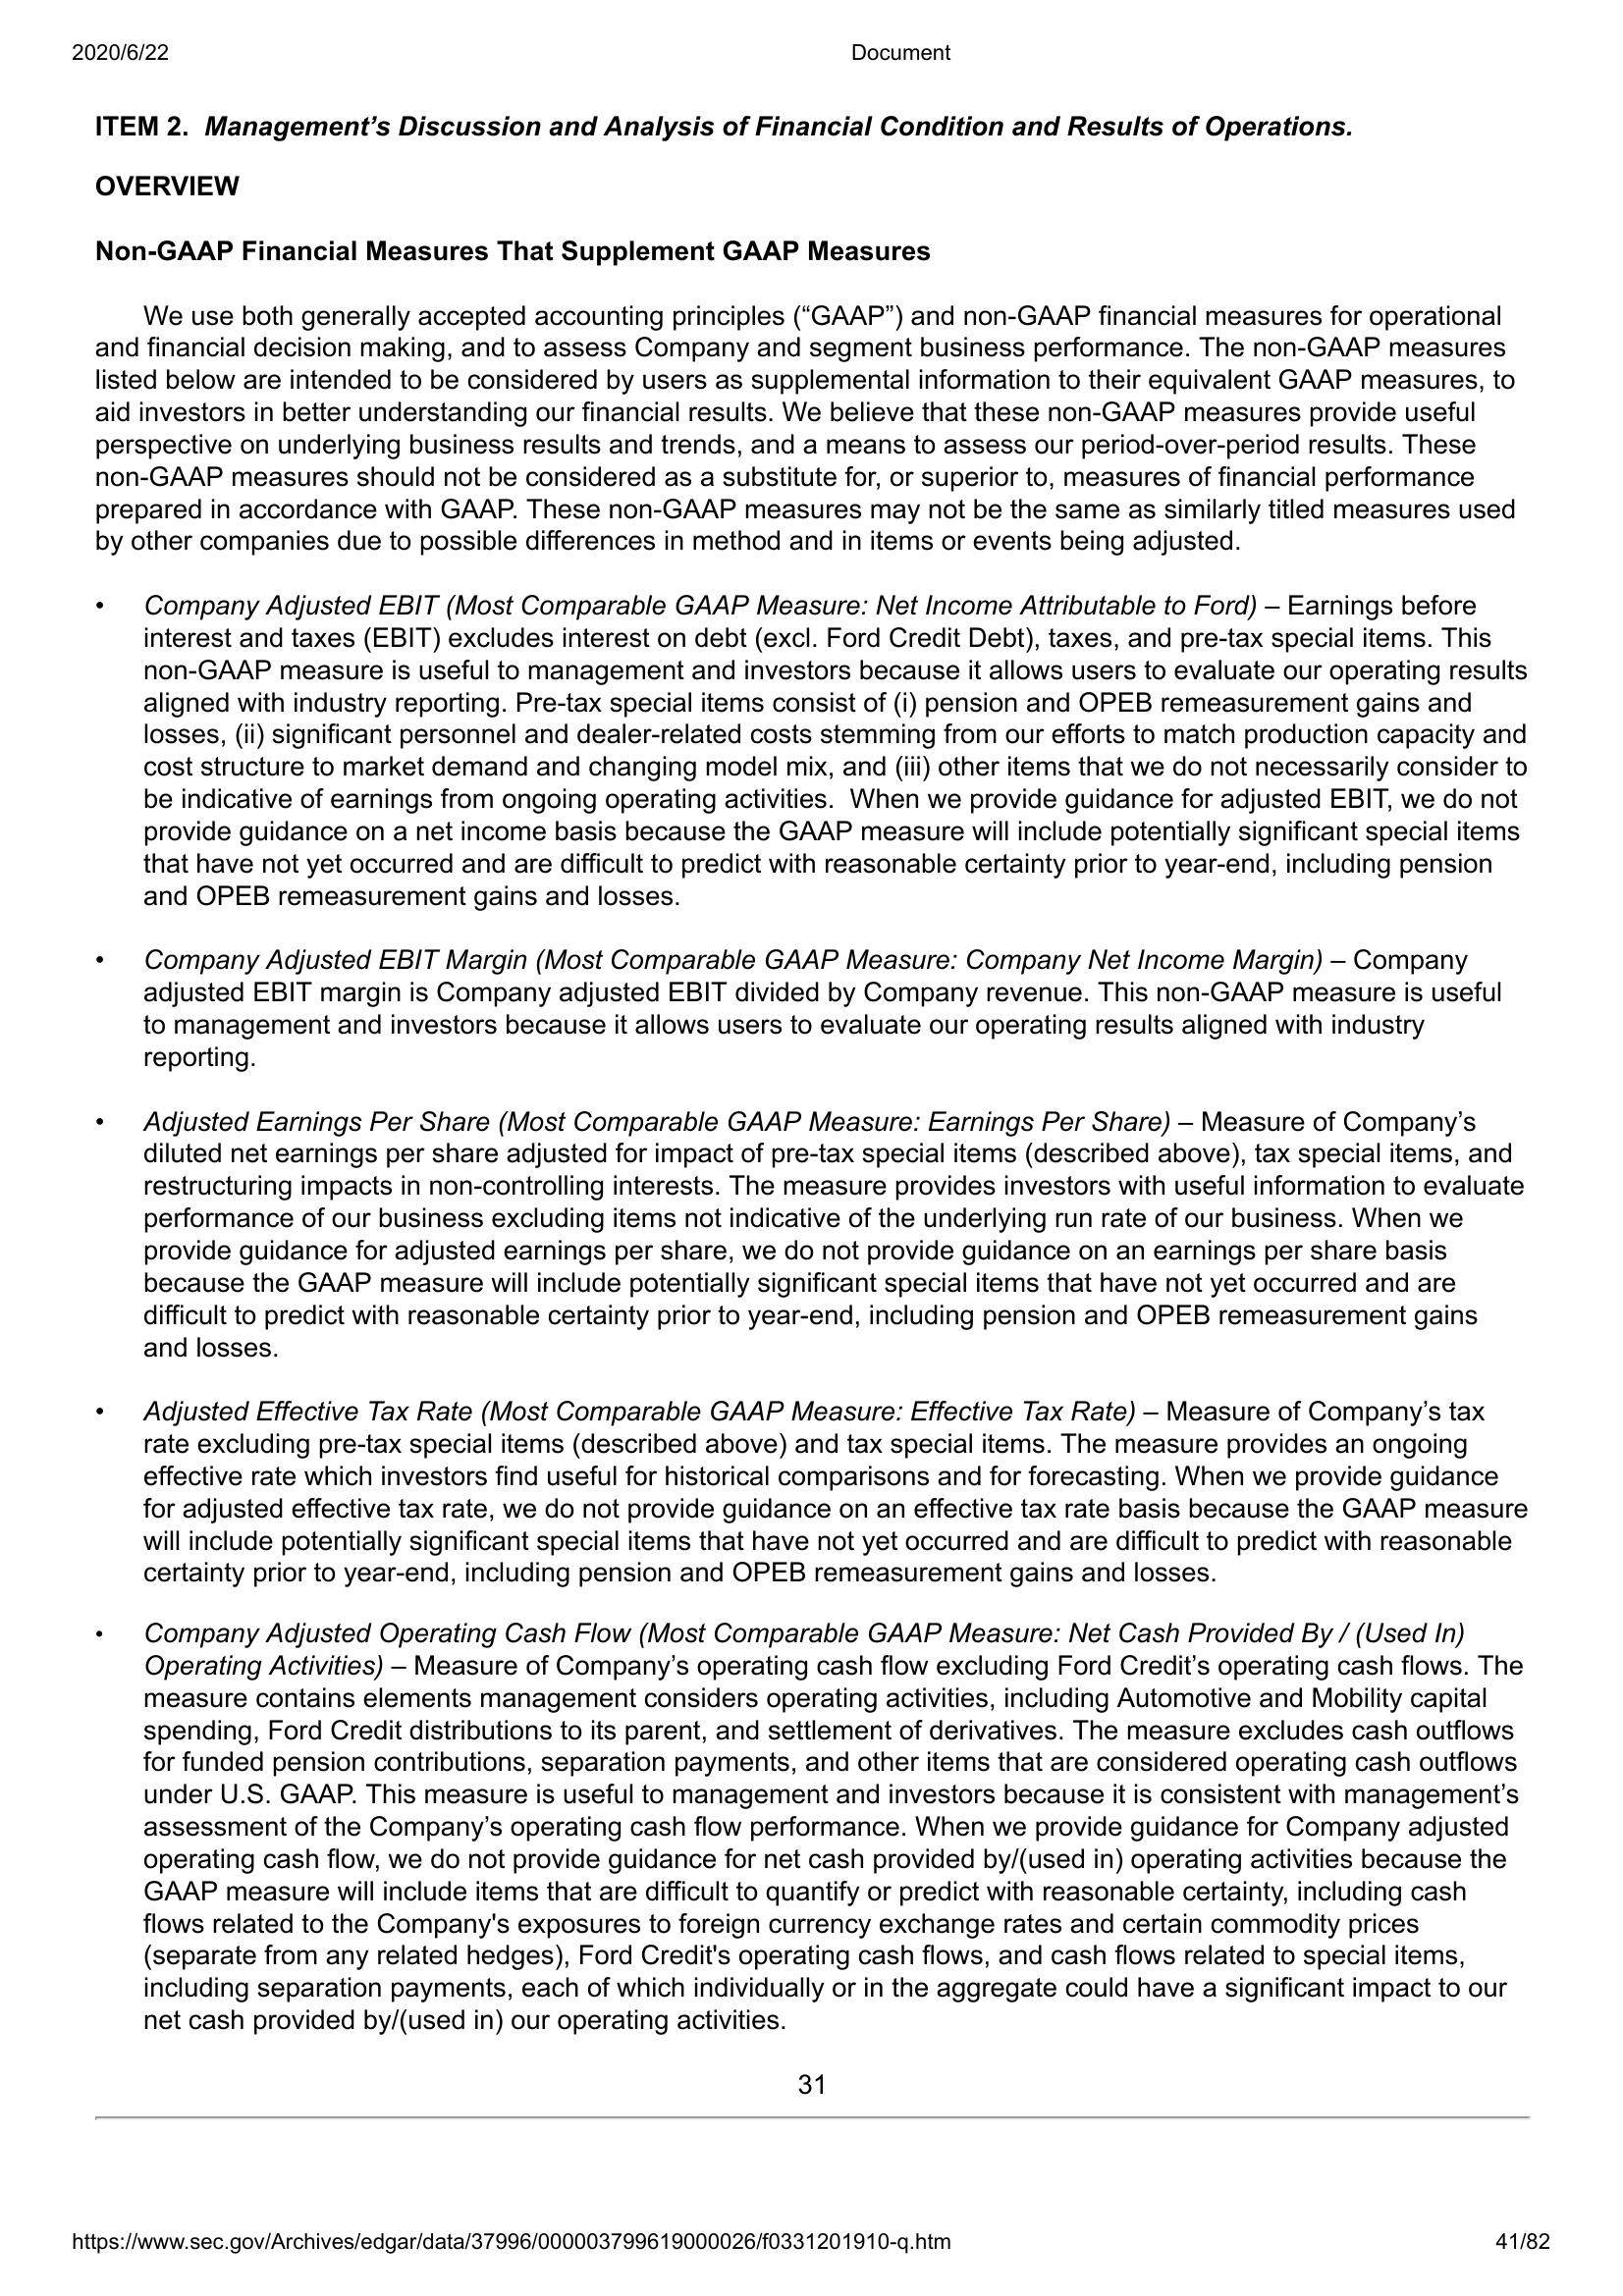 2020/6/22 Document
ITEM 2. Management’s Discussion and Analysis of Financial Condition and Results of Operations.
OVERVIEW
Non-GAAP Financial Measures That Supplement GAAP Measures
We use both generally accepted accounting principles (“GAAP”) and non-GAAP financial measures for operational
and financial decision making, and to assess Company and segment business performance. The non-GAAP measures
listed below are intended to be considered by users as supplemental information to their equivalent GAAP measures, to
aid investors in better understanding our financial results. We believe that these non-GAAP measures provide useful
perspective on underlying business results and trends, and a means to assess our period-over-period results. These
non-GAAP measures should not be considered as a substitute for, or superior to, measures of financial performance
prepared in accordance with GAAP. These non-GAAP measures may not be the same as similarly titled measures used
by other companies due to possible differences in method and in items or events being adjusted.
• Company Adjusted EBIT (Most Comparable GAAP Measure: Net Income Attributable to Ford) – Earnings before
interest and taxes (EBIT) excludes interest on debt (excl. Ford Credit Debt), taxes, and pre-tax special items. This
non-GAAP measure is useful to management and investors because it allows users to evaluate our operating results
aligned with industry reporting. Pre-tax special items consist of (i) pension and OPEB remeasurement gains and
losses, (ii) significant personnel and dealer-related costs stemming from our efforts to match production capacity and
cost structure to market demand and changing model mix, and (iii) other items that we do not necessarily consider to
be indicative of earnings from ongoing operating activities.  When we provide guidance for adjusted EBIT, we do not
provide guidance on a net income basis because the GAAP measure will include potentially significant special items
that have not yet occurred and are difficult to predict with reasonable certainty prior to year-end, including pension
and OPEB remeasurement gains and losses.
• Company Adjusted EBIT Margin (Most Comparable GAAP Measure: Company Net Income Margin) – Company
adjusted EBIT margin is Company adjusted EBIT divided by Company revenue. This non-GAAP measure is useful
to management and investors because it allows users to evaluate our operating results aligned with industry
reporting.
• Adjusted Earnings Per Share (Most Comparable GAAP Measure: Earnings Per Share) – Measure of Company’s
diluted net earnings per share adjusted for impact of pre-tax special items (described above), tax special items, and
restructuring impacts in non-controlling interests. The measure provides investors with useful information to evaluate
performance of our business excluding items not indicative of the underlying run rate of our business. When we
provide guidance for adjusted earnings per share, we do not provide guidance on an earnings per share basis
because the GAAP measure will include potentially significant special items that have not yet occurred and are
difficult to predict with reasonable certainty prior to year-end, including pension and OPEB remeasurement gains
and losses.
• Adjusted Effective Tax Rate (Most Comparable GAAP Measure: Effective Tax Rate) – Measure of Company’s tax
rate excluding pre-tax special items (described above) and tax special items. The measure provides an ongoing
effective rate which investors find useful for historical comparisons and for forecasting. When we provide guidance
for adjusted effective tax rate, we do not provide guidance on an effective tax rate basis because the GAAP measure
will include potentially significant special items that have not yet occurred and are difficult to predict with reasonable
certainty prior to year-end, including pension and OPEB remeasurement gains and losses.
• Company Adjusted Operating Cash Flow (Most Comparable GAAP Measure: Net Cash Provided By / (Used In)
Operating Activities) – Measure of Company’s operating cash flow excluding Ford Credit’s operating cash flows. The
measure contains elements management considers operating activities, including Automotive and Mobility capital
spending, Ford Credit distributions to its parent, and settlement of derivatives. The measure excludes cash outflows
for funded pension contributions, separation payments, and other items that are considered operating cash outflows
under U.S. GAAP. This measure is useful to management and investors because it is consistent with management’s
assessment of the Company’s operating cash flow performance. When we provide guidance for Company adjusted
operating cash flow, we do not provide guidance for net cash provided by/(used in) operating activities because the
GAAP measure will include items that are difficult to quantify or predict with reasonable certainty, including cash
flows related to the Company's exposures to foreign currency exchange rates and certain commodity prices
(separate from any related hedges), Ford Credit's operating cash flows, and cash flows related to special items,
including separation payments, each of which individually or in the aggregate could have a significant impact to our
net cash provided by/(used in) our operating activities.
31
https://www.sec.gov/Archives/edgar/data/37996/000003799619000026/f0331201910-q.htm 41/82